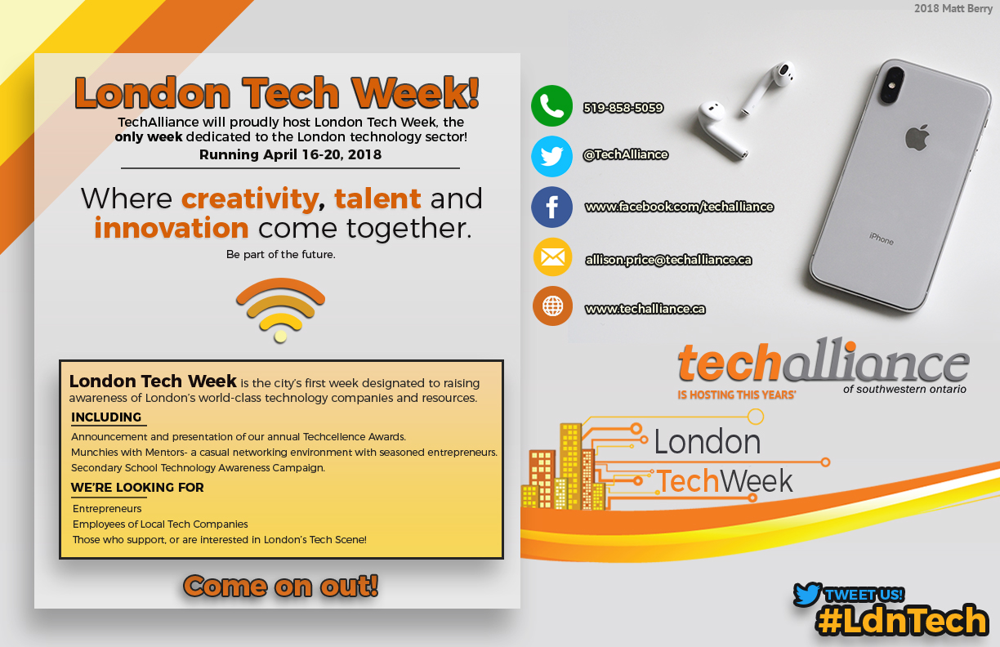 2018 Matt Berry
London Tech Week!
TechAlliance will proudly host London Tech Week, the
only week dedicated to the London technology sector!
Running April 16-20, 2018
Where creativity, talent and
innovation come together.
Be part of the future.
London Tech Week is the city's first week designated to raising
awareness of London's world-class technology companies and resources.
INCLUDING
Announcement and presentation of our annual Techcellence Awards.
Munchies with Mentors- a casual networking environment with seasoned entrepreneurs.
Secondary School Technology Awareness Campaign.
WE'RE LOOKING FOR
Entrepreneurs
Employees of Local Tech Companies
Those who support, or are interested in London's Tech Scene!
Come on out!
519-858-5059
@TechAlliance
www.facebook.com/techalliance
allison.price@techalliance.ca
www.techalliance.ca
iPhone
techalliance
of southwestern ontario
IS HOSTING THIS YEARS'
London
TechWeek
TWEET US!
#LdnTech